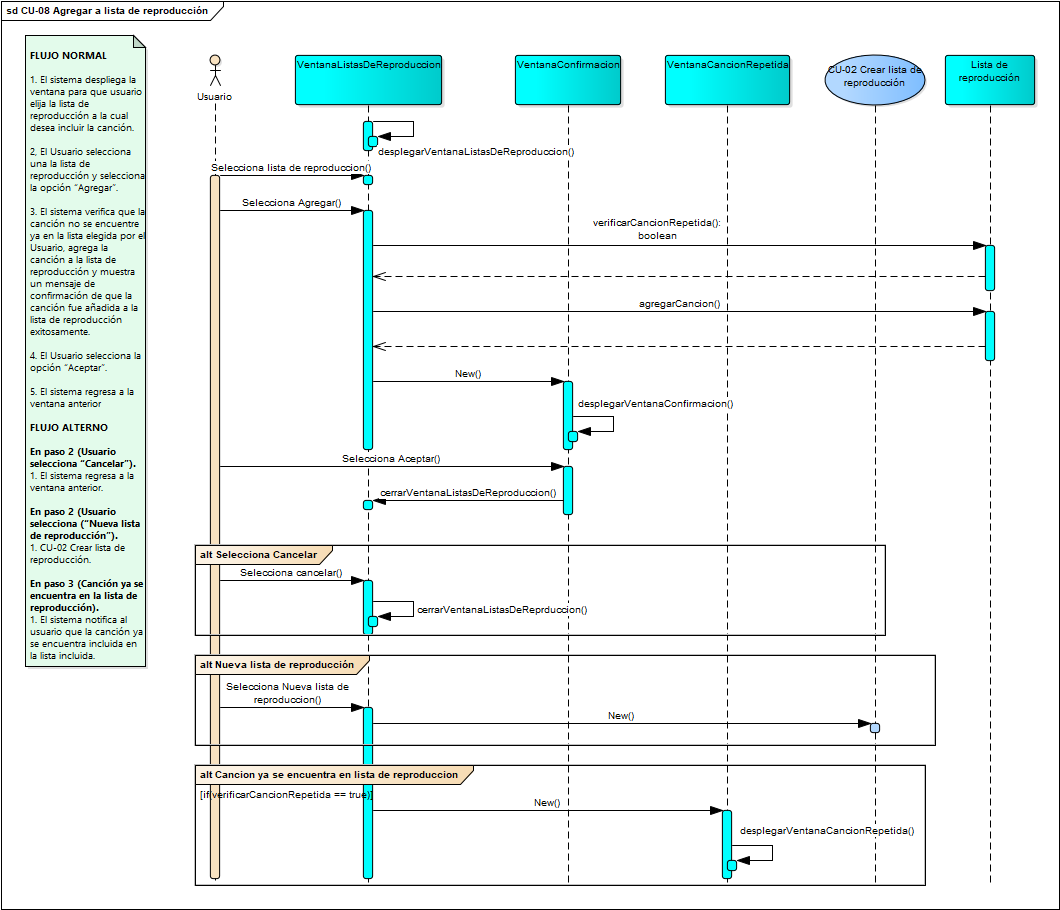 sd CU-08 Agregar a lista de reproducción
FLUJO NORMAL
1. El sistema despliega la
ventana para que usuario
elija la lista de
reproducción a la cual
desea incluir la canción.
2, El Usuario selecciona
una la lista de
reproducción y selecciona
la opción “Agregar”.
3. El sistema verifica que la
canción no se encuentre
ya en la lista elegida por el
Usuario, agrega la
canción a la lista de
reproducción y muestra
un mensaje de
confirmación de que la
canción fue añadida a la
lista de reproducción
exitosamente.
4. El Usuario selecciona la
opción “Aceptar”.
5. El sistema regresa a la
ventana anterior
FLUJO ALTERNO
En paso 2 (Usuario
selecciona “Cancelar”).
1. El sistema regresa a la
ventana anterior.
En paso 2 (Usuario
selecciona (“Nueva lista
de reproducción”).
1. CU-02 Crear lista de
reproducción.
En paso 3 (Canción ya se
encuentra en la lista de
reproducción).
1. El sistema notifica al
usuario que la canción ya
se encuentra incluida en
la lista incluida.
Usuario
VentanaListasDeReproduccion
VentanaConfirmacion
VentanaCancionRepetida
CU-02 Crear lista de
reproducción
Lista de
reproducción
desplegarVentanaListasDeReproduccion()
Selecciona lista de reproduccion()
Selecciona Agregar()
verificarCancionRepetida():
boolean
agregarCancion()
New()
desplegarVentanaConfirmacion()
Selecciona Aceptar()
cerrarVentanaListasDeReproduccion()
alt Selecciona Cancelar
Selecciona cancelar()
cerrarVentanaListasDeReprduccion()
alt Nueva lista de reproducción
Selecciona Nueva lista de
reproduccion()
New()
alt Cancion ya se encuentra en lista de reproduccion
[if(verificarCancionRepetida == true)]
New()
desplegarVentanaCancionRepetida()